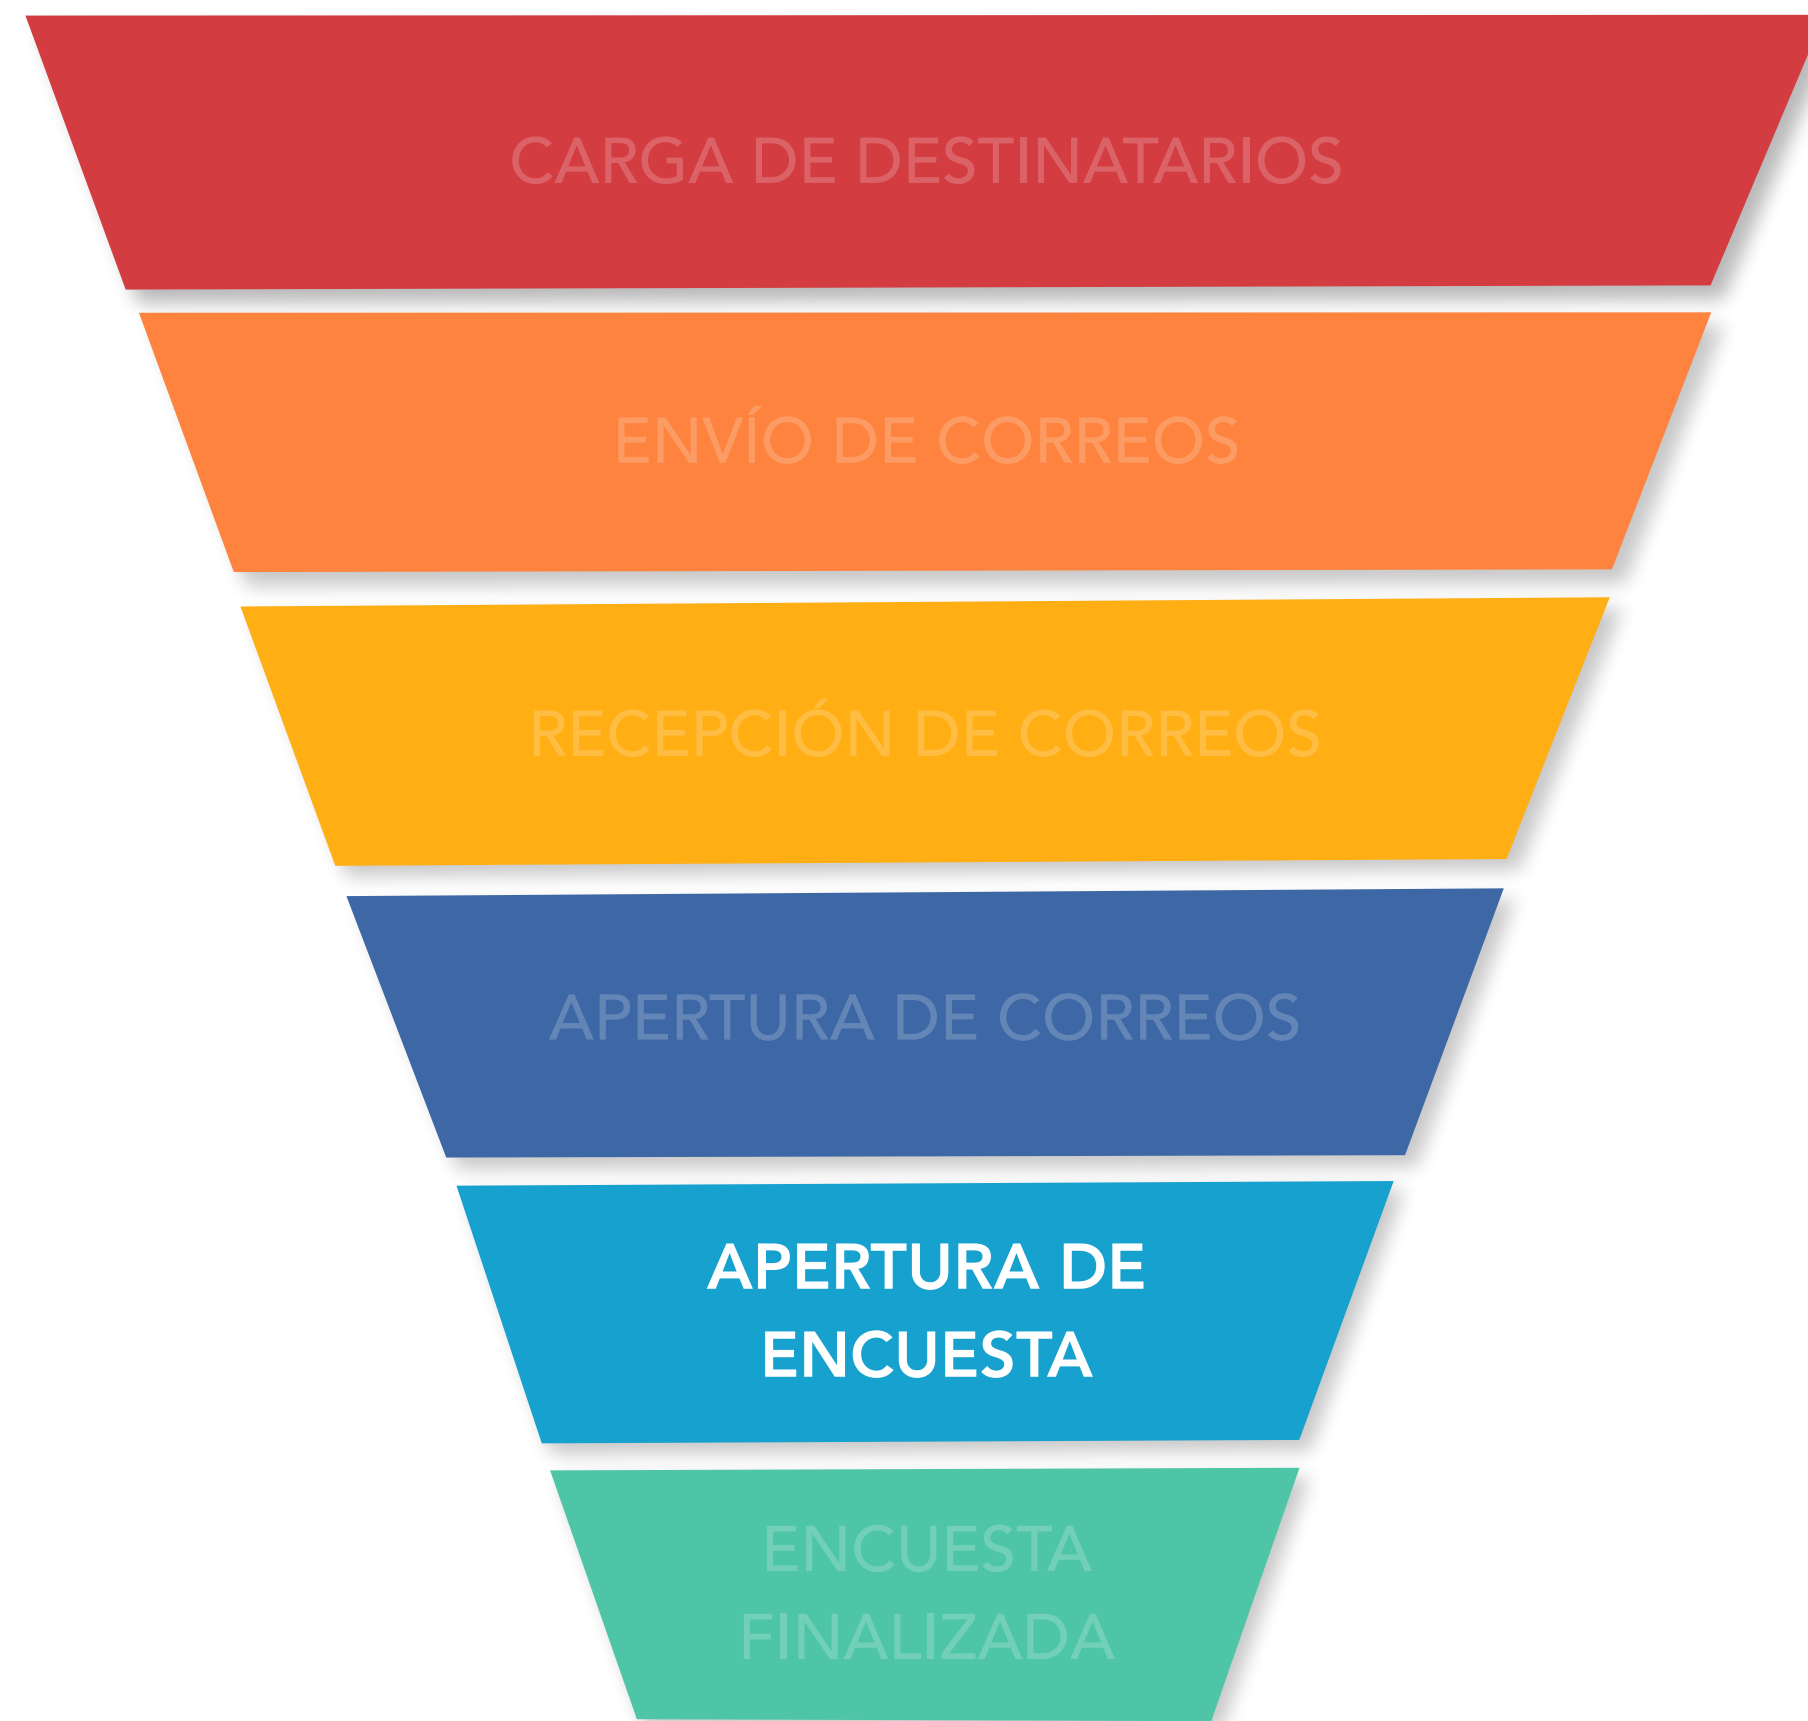 CARGA DE DESTINATARIOS
ENVÍO DE CORREOS
RECEPCIÓN DE CORREOS
APERTURA DE CORREOS
APERTURA DE
ENCUESTA
ENCUESTA
FINALIZADA